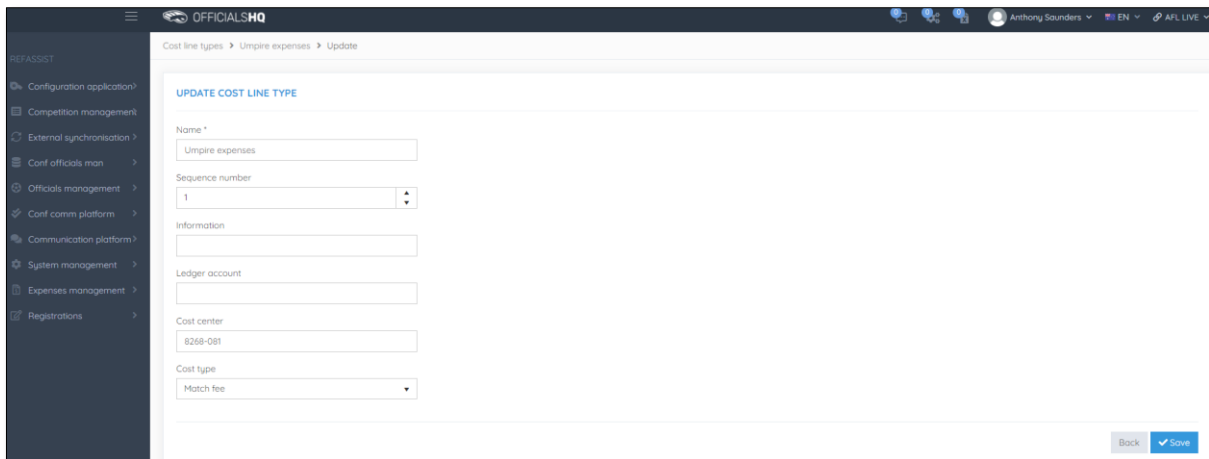 OFFICIALSHQ
0
0
0
Anthony Saunders
EN
AFL LIVE
Cost line types > Umpire expenses > Update
REFASSIST
Configuration application
Competition management
External synchronisation
Conf officials man
Officials management
Conf comm platform
Communication platform
System management
Expenses management
Registrations
UPDATE COST LINE TYPE
Name *
Umpire expenses
Sequence number
1
Information
Ledger account
Cost center
8268-081
Cost type
Match fee
Back
Save